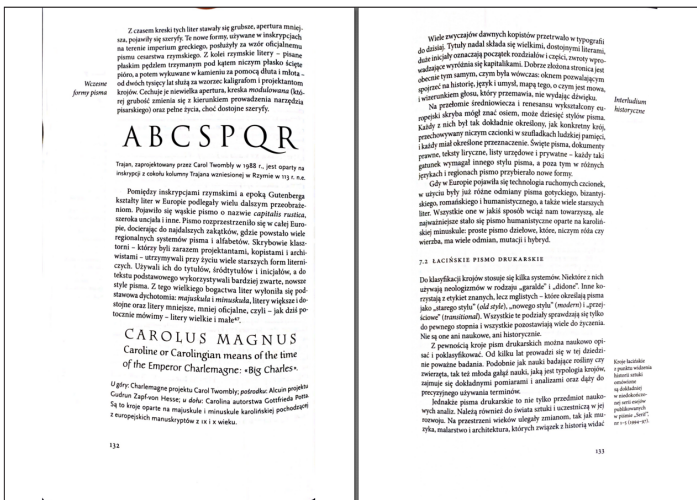 Z czasem kreski tych liter stawały się grubsze, apertura mniej-
sza, pojawiły się szeryfy. Te nowe formy, używane w inskrypcjach
na terenie imperium greckiego, posłużyły za wzór oficjalnemu
pismu cesarstwa rzymskiego. Z kolei rzymskie litery – pisane
płaskim pędzlem trzymanym pod kątem niczym płasko ścięte
pióro, a potem wykuwane w kamieniu za pomocą dłuta i młota –
od dwóch tysięcy lat służą za wzorzec kaligrafom i projektantom
krojów. Cechuje je niewielka apertura, kreska modulowana (któ-
rej grubość zmienia się z kierunkiem prowadzenia narzędzia
pisarskiego) oraz pełne życia, choć dostojne szeryfy.
Wczesne
formy pisma
ABCSPQR
Trajan, zaprojektowany przez Carol Twombly w 1988 r., jest oparty na
inskrypcji z cokołu kolumny Trajana wzniesionej w Rzymie w 113 r. n.e.
Pomiędzy inskrypcjami rzymskimi a epoką Gutenberga
kształty liter w Europie podlegały wielu dalszym przeobraże-
niom. Pojawiło się wąskie pismo o nazwie capitalis rustica,
szeroka uncjała i inne. Pismo rozprzestrzeniło się w całej Euro-
pie, docierając do najdalszych zakątków, gdzie powstało wiele
regionalnych systemów pisma i alfabetów. Skrybowie klasz-
torni – którzy byli zarazem projektantami, kopistami i archi-
wistami – utrzymywali przy życiu wiele starszych form literni-
czych. Używali ich do tytułów, śródtytułów i inicjałów, a do
tekstu podstawowego wykorzystywali bardziej zwarte, nowsze
style pisma. Z tego wielkiego bogactwa liter wyłoniła się pod-
stawowa dychotomia: majuskuła i minuskuła, litery większe i do-
stojne oraz litery mniejsze, mniej oficjalne, czyli – jak dziś po-
tocznie mówimy – litery wielkie i małe⁴⁷.
CAROLUS MAGNUS
Caroline or Carolingian means of the time
of the Emperor Charlemagne: »Big Charles«.
U góry: Charlemagne projektu Carol Twombly; pośrodku: Alcuin projektu
Gudrun Zapf-von Hesse; u dołu: Carolina autorstwa Gottfrieda Potta.
Są to kroje oparte na majuskule i minuskule karolińskiej pochodzącej
z europejskich manuskryptów z IX i X wieku.
132
Wiele zwyczajów dawnych kopistów przetrwało w typografii
do dzisiaj. Tytuły nadal składa się wielkimi, dostojnymi literami,
duże inicjały oznaczają początek rozdziałów i części, zwroty wpro-
wadzające wyróżnia się kapitalikami. Dobrze złożona stronica jest
obecnie tym samym, czym była wówczas: oknem pozwalającym
spojrzeć na historię, język i umysł, mapą tego, o czym jest mowa,
i wizerunkiem głosu, który przemawia, nie wydając dźwięku.
Na przełomie średniowiecza i renesansu wykształcony eu-
ropejski skryba mógł znać osiem, może dziesięć stylów pisma.
Każdy z nich był tak dokładnie określony, jak konkretny krój,
przechowywany niczym czcionki w szufladkach ludzkiej pamięci,
i każdy miał określone przeznaczenie. Święte pisma, dokumenty
prawne, teksty liryczne, listy urzędowe i prywatne – każdy taki
gatunek wymagał innego stylu pisma, a poza tym w różnych
językach i regionach pismo przybierało nowe formy.
Interludium
historyczne
Gdy w Europie pojawiła się technologia ruchomych czcionek,
w użyciu były już różne odmiany pisma gotyckiego, bizantyj-
skiego, romańskiego i humanistycznego, a także wiele starszych
liter. Wszystkie one w jakiś sposób wciąż nam towarzyszą, ale
najważniejsze stało się pismo humanistyczne oparte na karoliń-
skiej minuskule: proste pismo dziełowe, które, niczym róża czy
wierzba, ma wiele odmian, mutacji i hybryd.
7.2 ŁACIŃSKIE PISMO DRUKARSKIE
Do klasyfikacji krojów stosuje się kilka systemów. Niektóre z nich
używają neologizmów w rodzaju „garalde” i „didone”. Inne ko-
rzystają z etykiet znanych, lecz mglistych – które określają pisma
jako „starego stylu” (old style), „nowego stylu” (modern) i „przej-
ściowe” (transitional). Wszystkie te podziały sprawdzają się tylko
do pewnego stopnia i wszystkie pozostawiają wiele do życzenia.
Nie są one ani naukowe, ani historyczne.
Z pewnością kroje pism drukarskich można naukowo opi-
sać i poklasyfikować. Od kilku lat prowadzi się w tej dziedzi-
nie poważne badania. Podobnie jak nauki badające rośliny czy
zwierzęta, tak też młoda gałąź nauki, jaką jest typologia krojów,
zajmuje się dokładnymi pomiarami i analizami oraz dąży do
precyzyjnego używania terminów.
Jednakże pisma drukarskie to nie tylko przedmiot nauko-
wych analiz. Należą również do świata sztuki i uczestniczą w jej
rozwoju. Na przestrzeni wieków ulegały zmianom, tak jak mu-
zyka, malarstwo i architektura, których związek z historią widać
Kroje łacińskie
z punktu widzenia
historii sztuki
omówione
są dokładniej
w niedokończo-
nej serii esejów
publikowanych
w piśmie „Serif”,
nr 1–5 (1994–97).
133